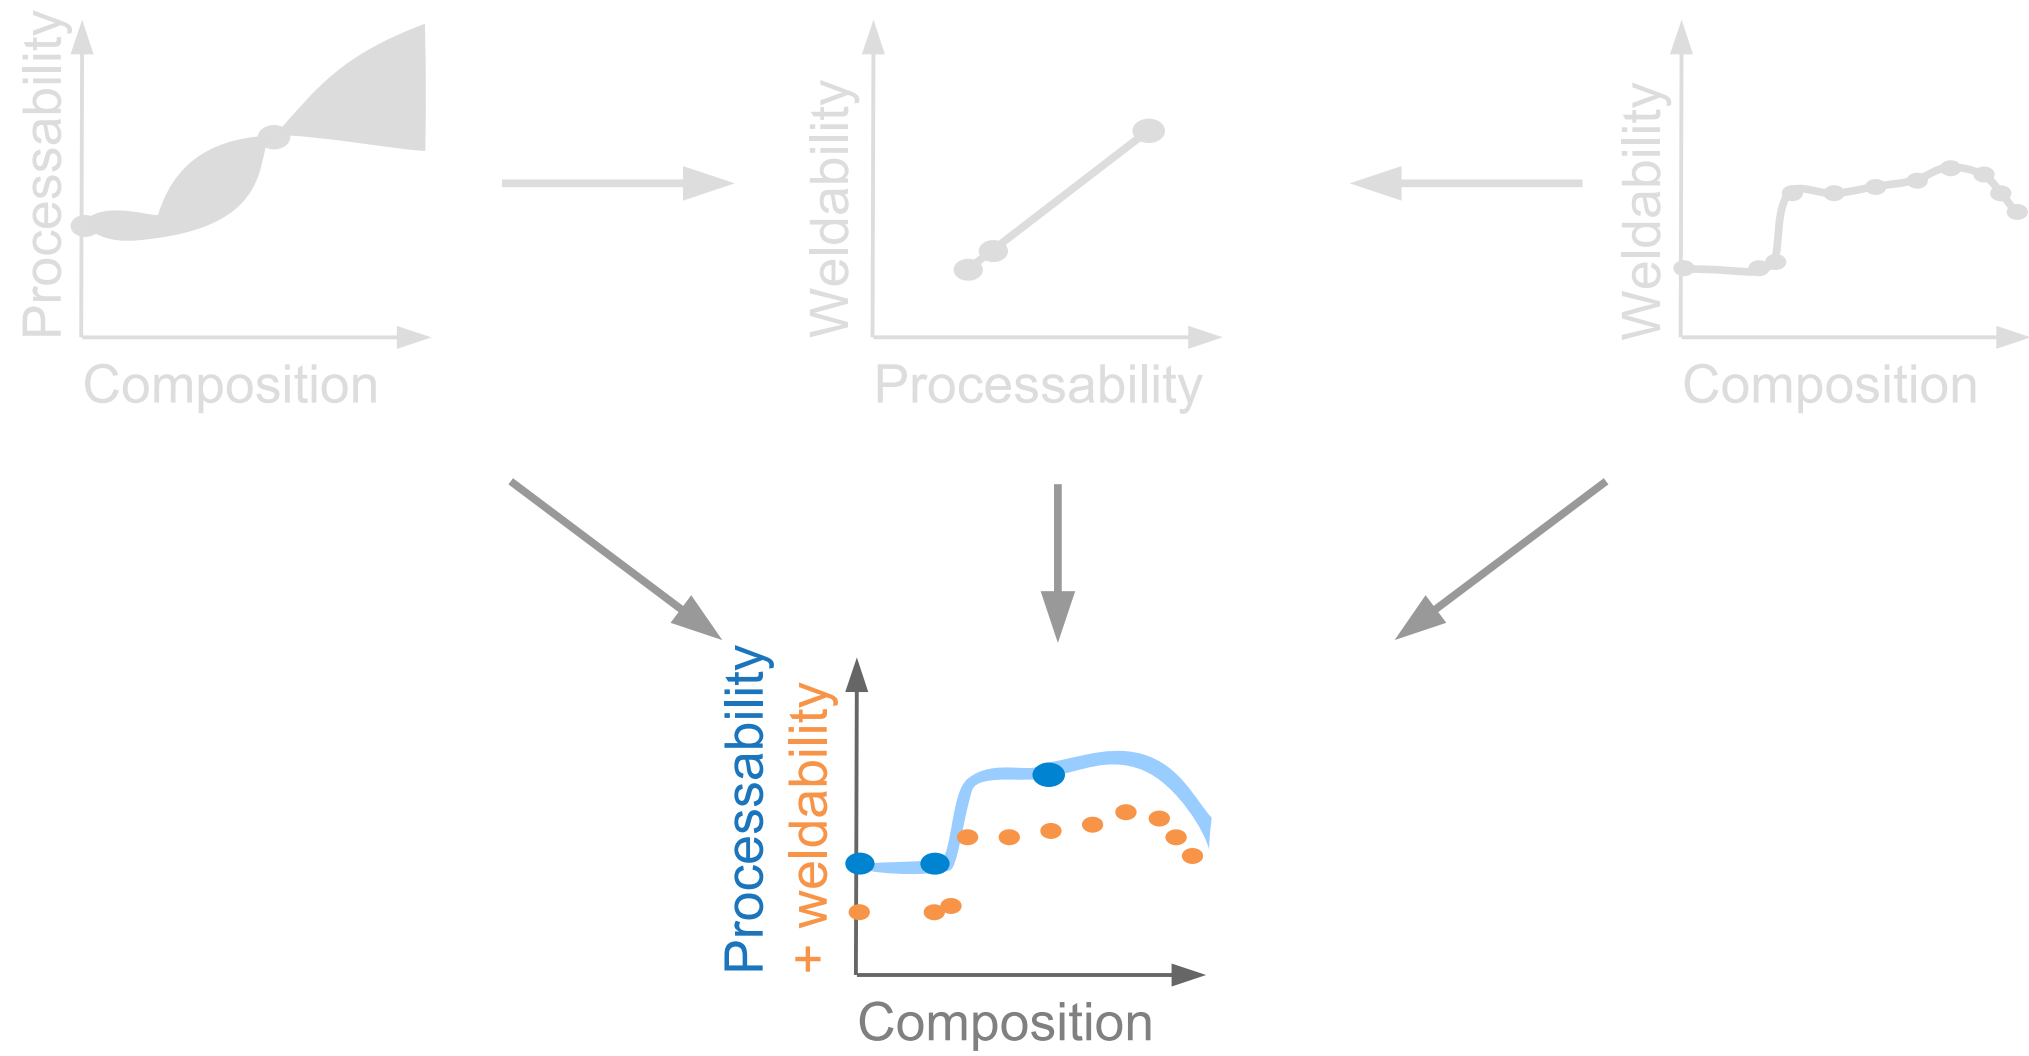 Processability
Composition
Weldability
Processability
Weldability
Composition
Processability
+ weldability
Composition